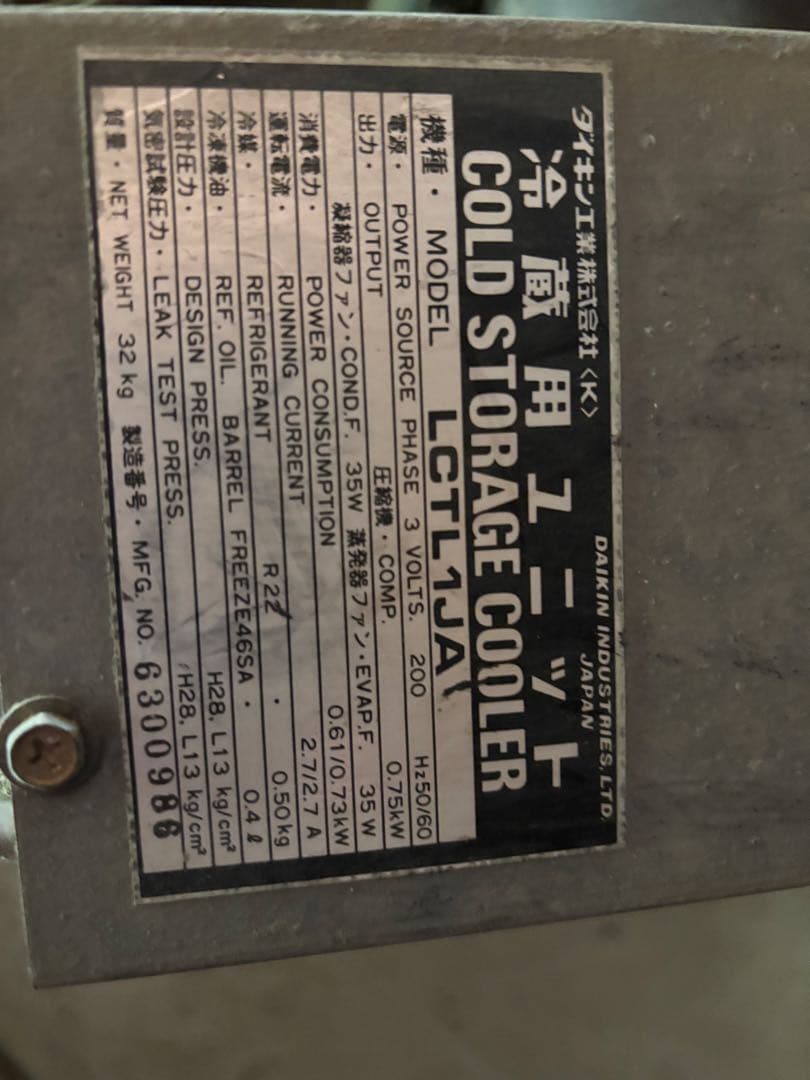 ダイキン工業株式会社〈K〉 DAIKIN INDUSTRIES, LTD.
JAPAN
冷蔵用ユニット
COLD STORAGE COOLER
機種・MODEL LCTL1JA
電源・POWER SOURCE PHASE 3 VOLTS. 200 Hz50/60
出力・OUTPUT 圧縮機・COMP. 0.75kW
凝縮器ファン・COND.F. 35W 蒸発器ファン・EVAP.F. 35W
消費電力・POWER CONSUMPTION 0.61/0.73kW
運転電流・RUNNING CURRENT 2.7/2.7 A
冷媒・REFRIGERANT R22 ・ 0.50kg
冷凍機油・REF. OIL. BARREL FREEZE46SA・ 0.4ℓ
設計圧力・DESIGN PRESS. H28, L13 kg/cm²
気密試験圧力・LEAK TEST PRESS. H28, L13 kg/cm²
質量・NET WEIGHT 32kg 製造番号・MFG. NO. 6300986